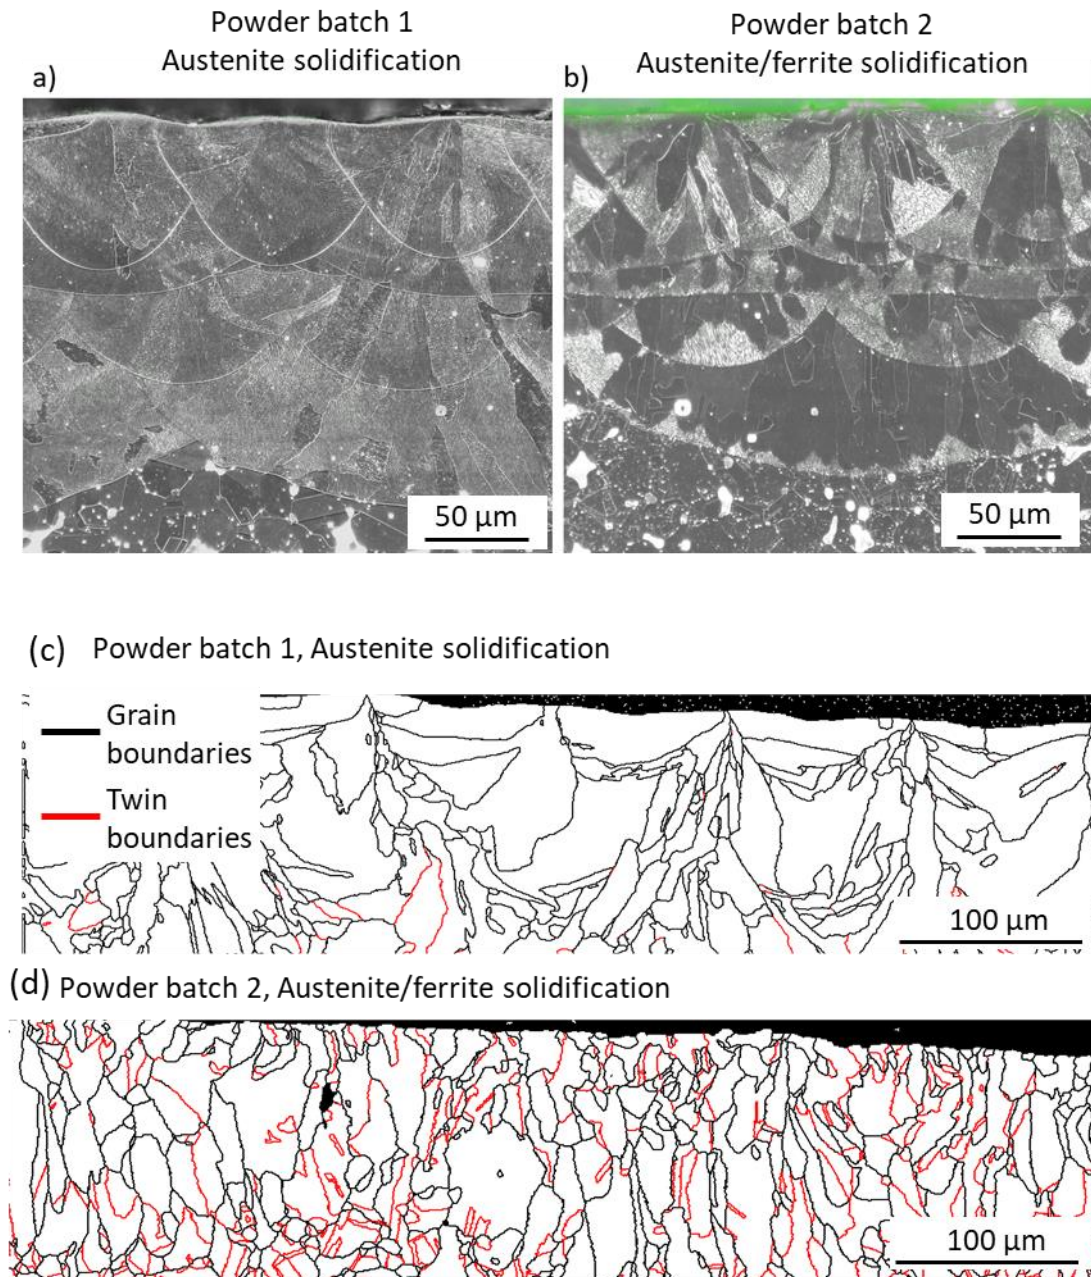 Powder batch 1
Austenite solidification
a)
Powder batch 2
Austenite/ferrite solidification
b)
50 µm
50 µm
(c) Powder batch 1, Austenite solidification
Grain
boundaries
Twin
boundaries
100 µm
(d) Powder batch 2, Austenite/ferrite solidification
100 µm